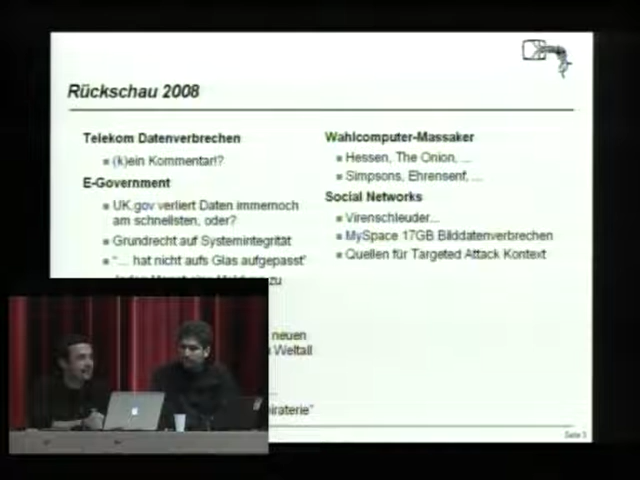 Rückschau 2008
Telekom Datenverbrechen
(k)ein Kommentar!?
E-Government
UK.gov verliert Daten immernoch
am schnellsten, oder?
Grundrecht auf Systemintegrität
"... hat nicht aufs Glas aufgepasst"
zu
neuen
Weltall
piraterie"
Wahlcomputer-Massaker
Hessen, The Onion, ...
Simpsons, Ehrensenf, ...
Social Networks
Virenschleuder...
MySpace 17GB Bilddatenverbrechen
Quellen für Targeted Attack Kontext